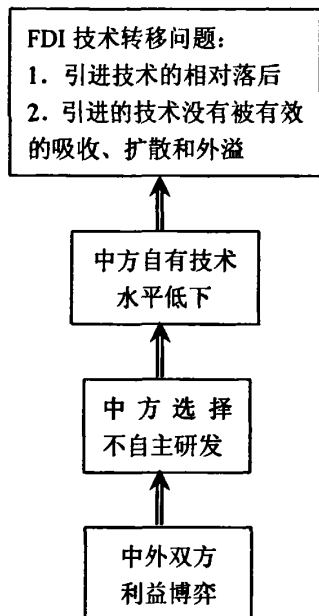 FDI 技术转移问题：
1．引进技术的相对落后
2．引进的技术没有被有效
的吸收、扩散和外溢
中方自有技术
水平低下
中方选择
不自主研发
中外双方
利益博弈